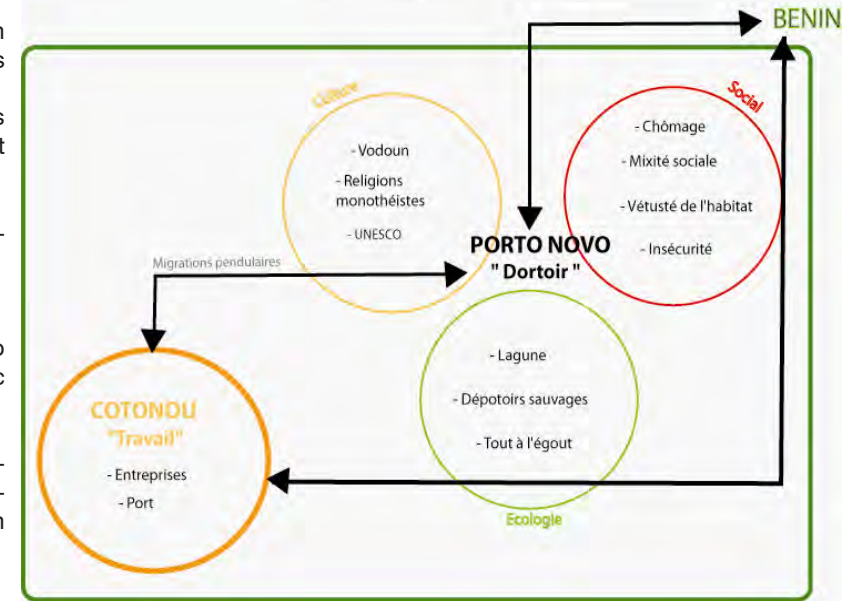 BENIN
Culture
- Vodoun
- Religions
monothéistes
- UNESCO
Social
- Chômage
- Mixité sociale
- Vétusté de l'habitat
- Insécurité
PORTO NOVO
" Dortoir "
Migrations pendulaires
- Lagune
- Dépotoirs sauvages
- Tout à l'égout
Ecologie
COTONOU
"Travail"
- Entreprises
- Port